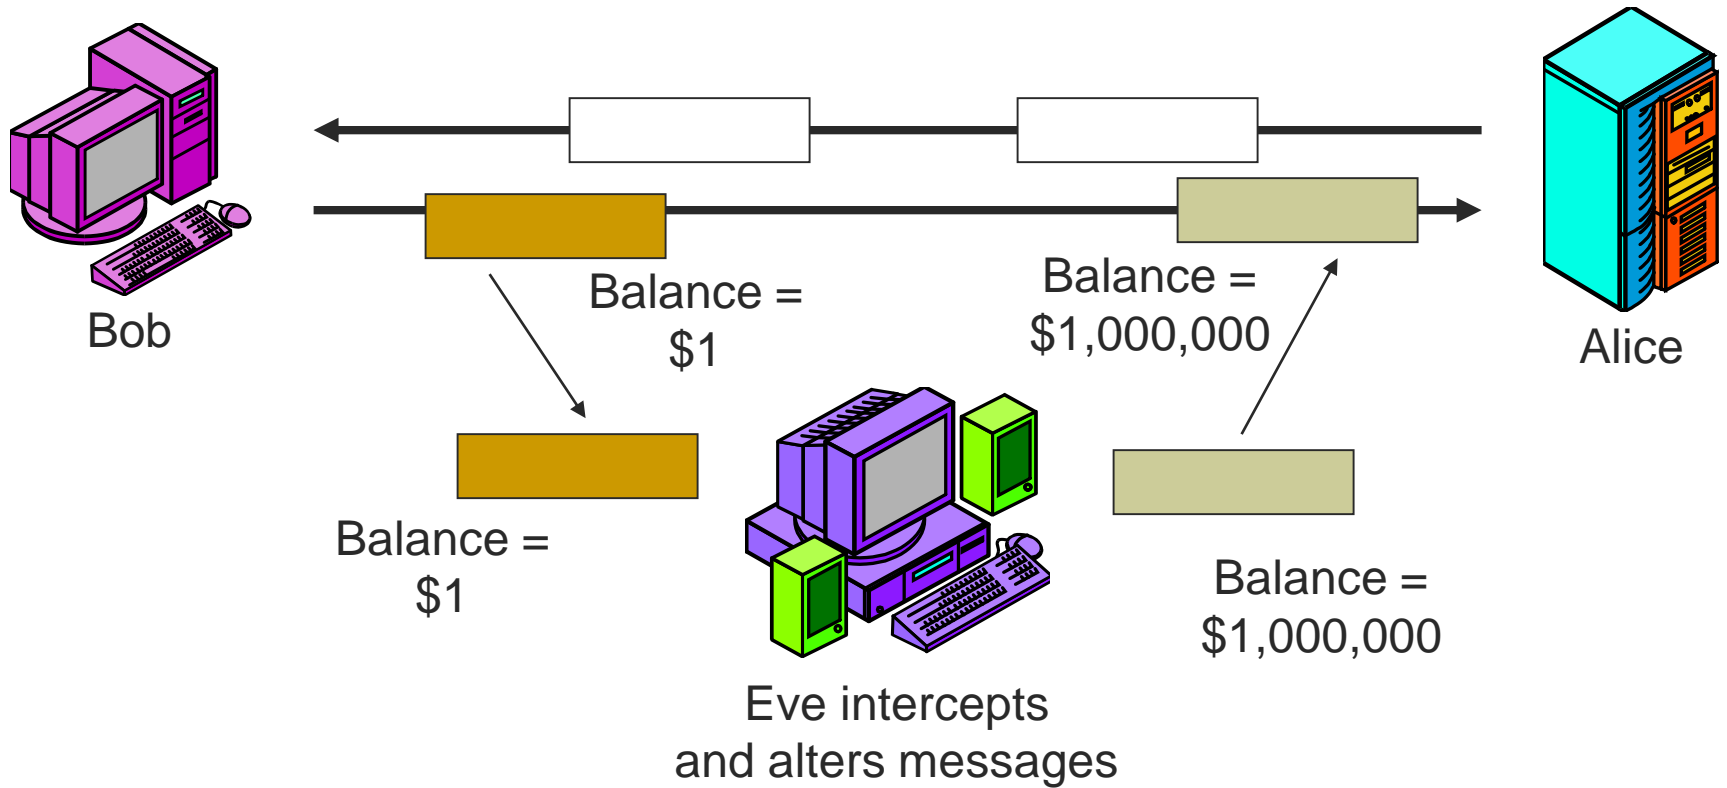 Balance =
$1
Balance =
$1,000,000
Bob
Alice
Balance =
$1
Balance =
$1,000,000
Eve intercepts
and alters messages